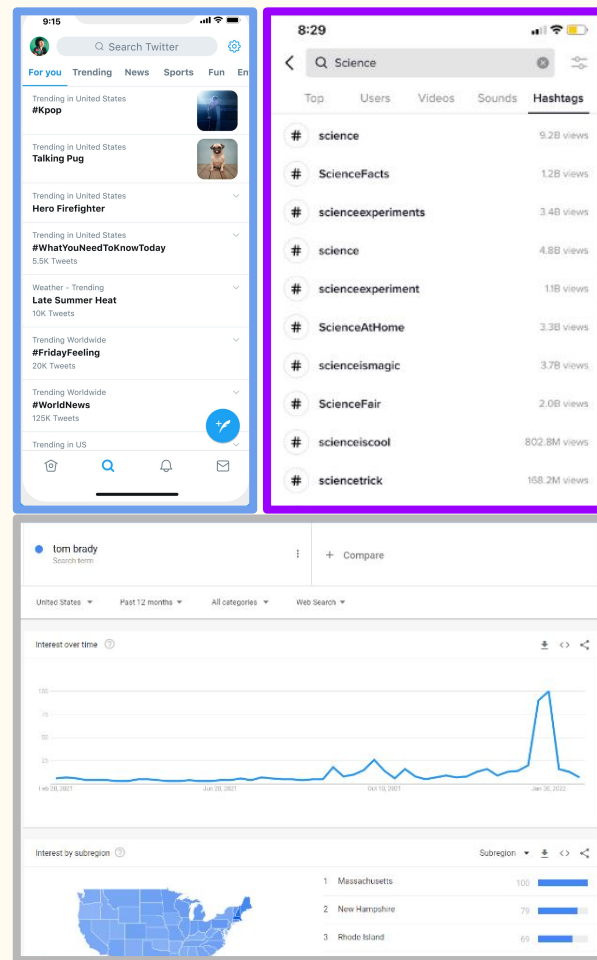 9:15
Search Twitter
For you Trending News Sports Fun En
Trending in United States
#Kpop
Trending in United States
Talking Pug
Trending in United States
Hero Firefighter
Trending in United States
#WhatYouNeedToKnowToday
5.5K Tweets
Weather - Trending
Late Summer Heat
10K Tweets
Trending Worldwide
#FridayFeeling
20K Tweets
Trending Worldwide
#WorldNews
125K Tweets
Trending in US
8:29
Science
Top Users Videos Sounds Hashtags
# science 9.2B views
# ScienceFacts 1.2B views
# scienceexperiments 3.4B views
# science 4.8B views
# scienceexperiment 1.1B views
# ScienceAtHome 3.3B views
# scienceismagic 3.7B views
# ScienceFair 2.0B views
# scienceiscool 802.8M views
# sciencetrick 168.2M views
tom brady
Search term
+ Compare
United States Past 12 months All categories Web Search
Interest over time
100
75
50
25
Feb 20, 2021 Jun 20, 2021 Oct 10, 2021 Jan 30, 2022
Interest by subregion
Subregion
1 Massachusetts 100
2 New Hampshire 79
3 Rhode Island 69